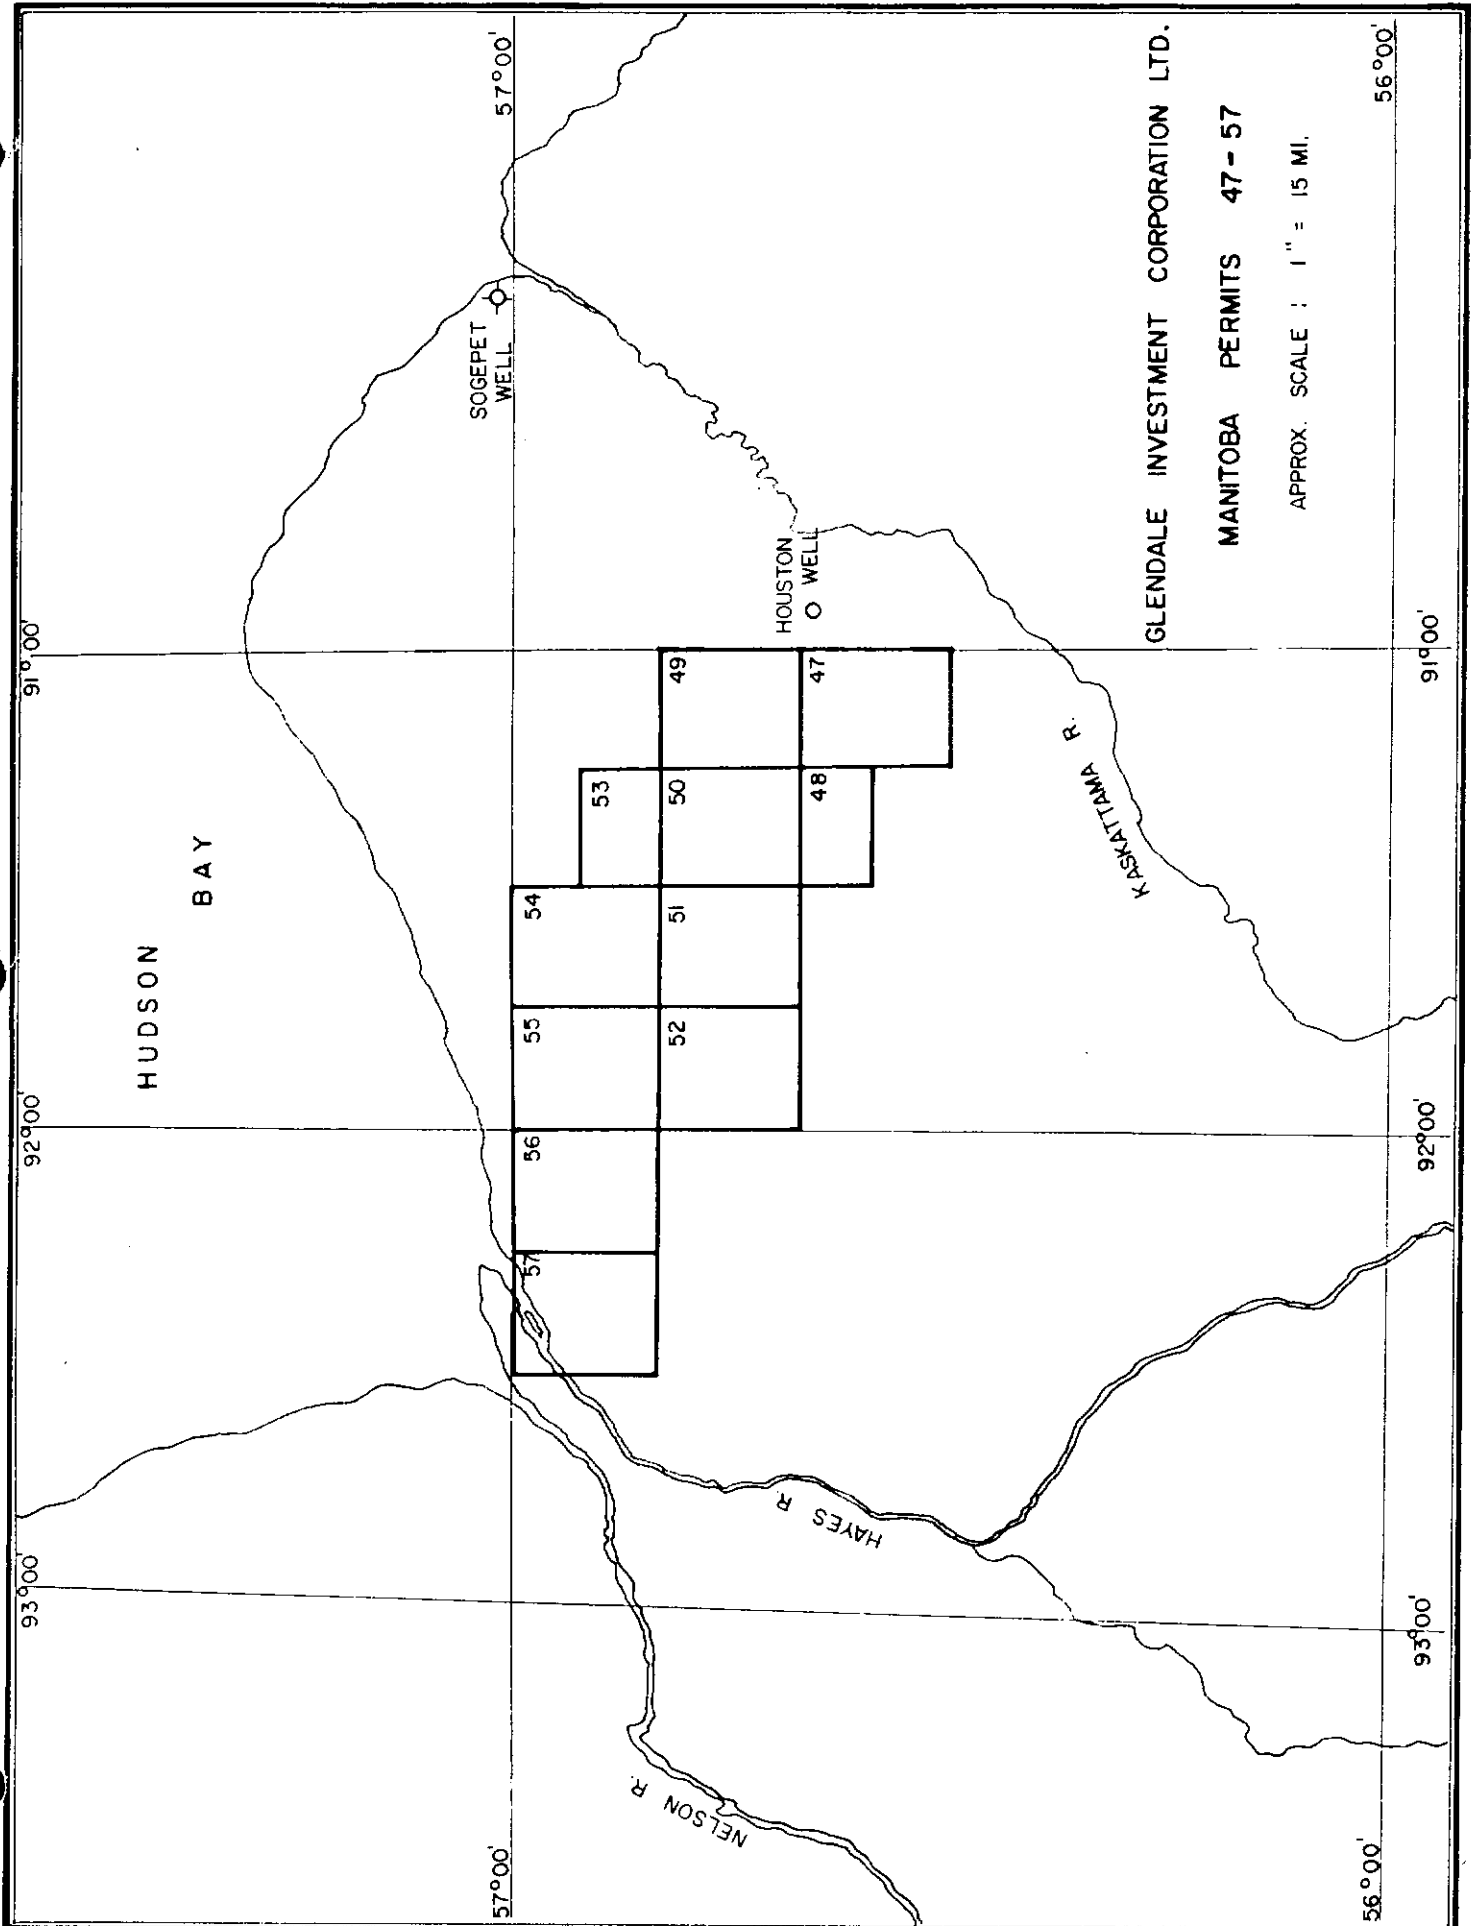 93°00'
92°00'
91°00'
HUDSON
BAY
57°00'
57°00'
SOGEPET
WELL
54
55
56
57
53
49
50
51
52
47
48
HOUSTON
WELL
NELSON R.
HAYES R
KASKATTAMA R.
GLENDALE INVESTMENT CORPORATION LTD.
MANITOBA PERMITS 47-57
APPROX. SCALE : 1" = 15 MI.
56°00'
56°00'
93°00'
92°00'
91°00'